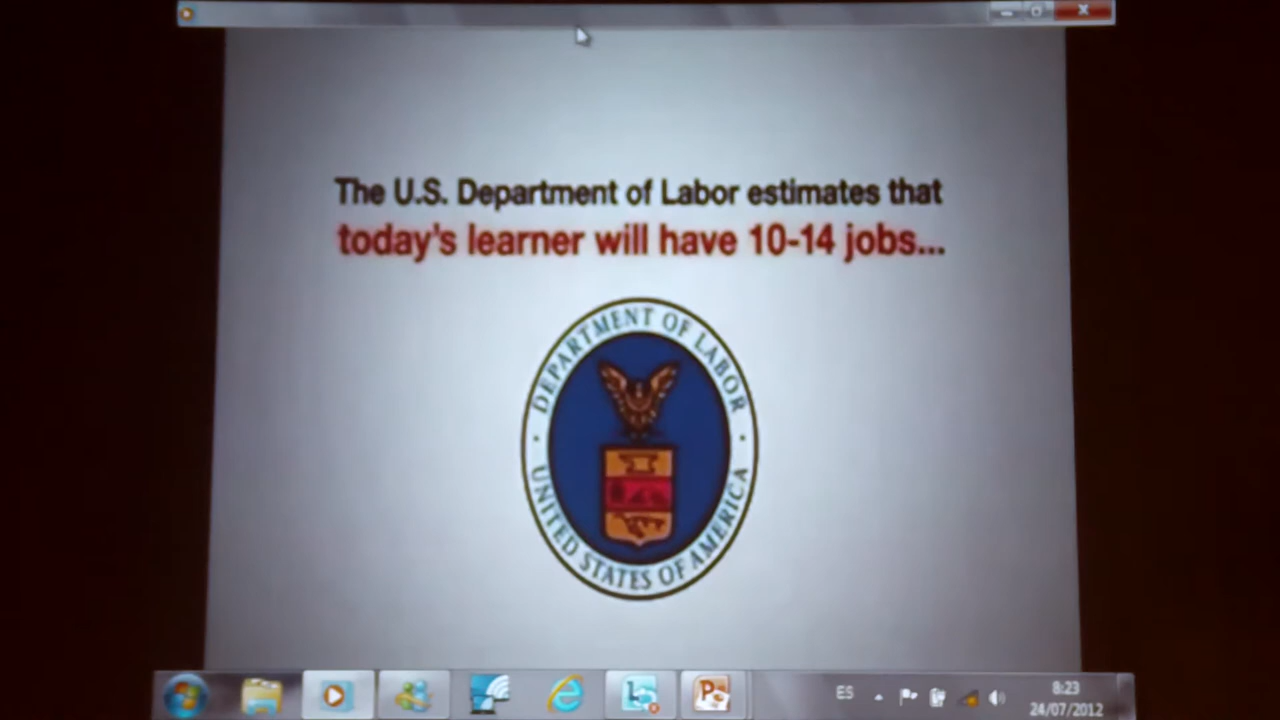 The U.S. Department of Labor estimates that
today's learner will have 10-14 jobs...
DEPARTMENT OF LABOR
UNITED STATES OF AMERICA
ES
8:23
24/07/2012